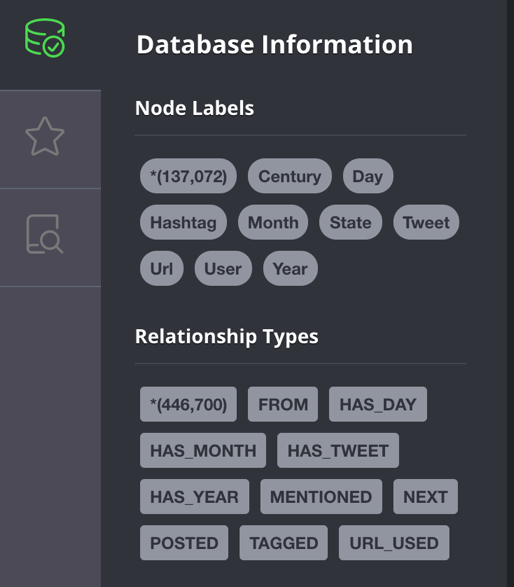 Database Information
Node Labels
*(137,072) Century Day
Hashtag Month State Tweet
Url User Year
Relationship Types
*(446,700) FROM HAS_DAY
HAS_MONTH HAS_TWEET
HAS_YEAR MENTIONED NEXT
POSTED TAGGED URL_USED